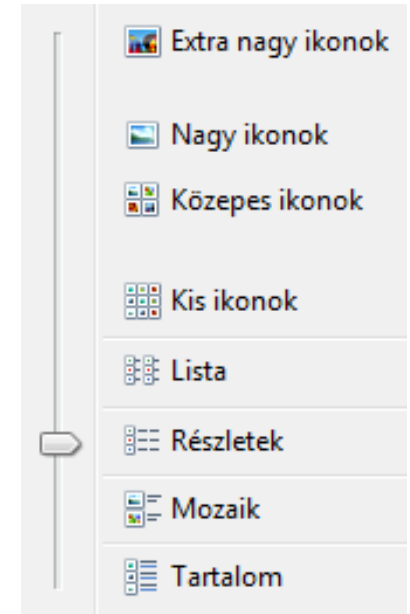 Extra nagy ikonok
Nagy ikonok
Közepes ikonok
Kis ikonok
Lista
Részletek
Mozaik
Tartalom